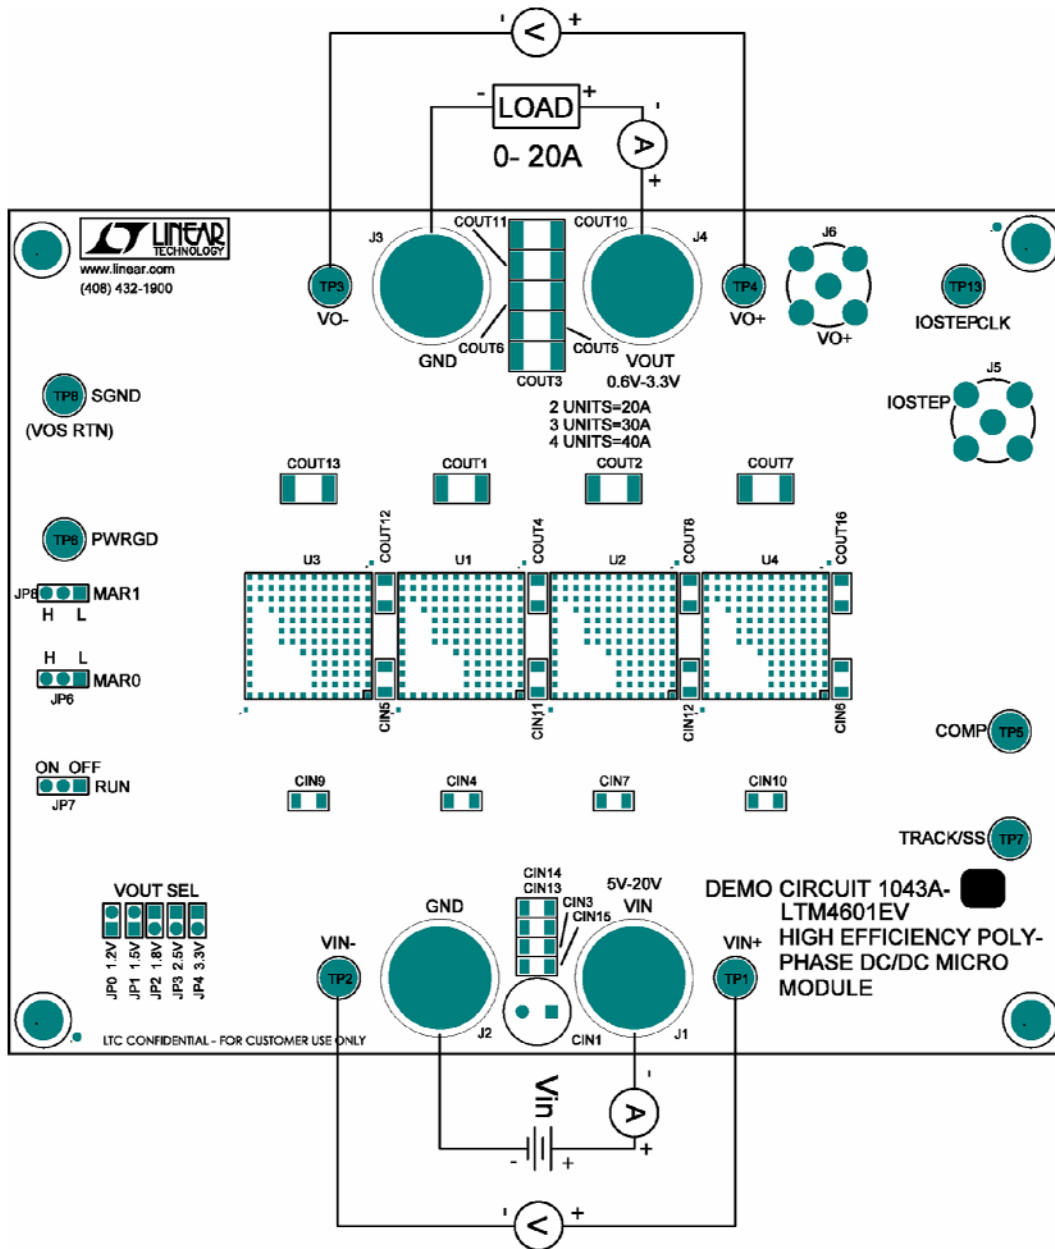 - V +
- LOAD + -
A
0- 20A
+
LINEAR
TECHNOLOGY
www.linear.com
(408) 432-1900
J3
COUT11
COUT10
J4
J6
TP3
VO-
TP4
VO+
VO+
TP13
IOSTEPCLK
COUT6
GND
COUT5
COUT3
VOUT
0.6V-3.3V
J5
IOSTEP
TP8 SGND
(VOS RTN)
2 UNITS=20A
3 UNITS=30A
4 UNITS=40A
COUT13
COUT1
COUT2
COUT7
TP6 PWRGD
COUT12
COUT4
COUT8
COUT16
U3
U1
U2
U4
JP8 MAR1
H L
H L
MAR0
JP6
CIN5
CIN11
CIN12
CIN6
COMP TP5
ON OFF
RUN
JP7
CIN9
CIN4
CIN7
CIN10
TRACK/SS TP7
VOUT SEL
JP0 1.2V
JP1 1.5V
JP2 1.8V
JP3 2.5V
JP4 3.3V
GND
CIN14
CIN13
CIN3
CIN15
5V-20V
VIN
DEMO CIRCUIT 1043A-
LTM4601EV
HIGH EFFICIENCY POLY-
PHASE DC/DC MICRO
MODULE
VIN-
TP2
VIN+
TP1
J2
CIN1
J1
LTC CONFIDENTIAL - FOR CUSTOMER USE ONLY
Vin
-
A
- +
+
- V +